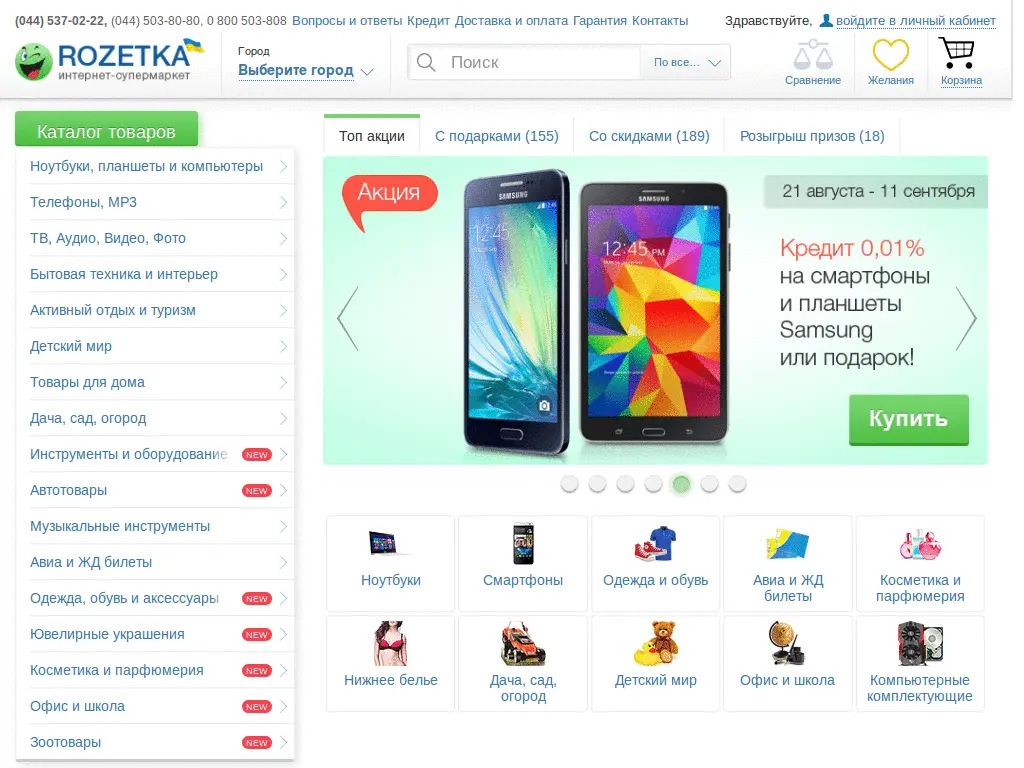 (044) 537-02-22, (044) 503-80-80, 0 800 503-808 Вопросы и ответы Кредит Доставка и оплата Гарантия Контакты Здравствуйте, войдите в личный кабинет
ROZETKA
интернет-супермаркет
Город
Выберите город
Поиск
По все...
Сравнение
Желания
Корзина
Каталог товаров
Ноутбуки, планшеты и компьютеры
Телефоны, MP3
ТВ, Аудио, Видео, Фото
Бытовая техника и интерьер
Активный отдых и туризм
Детский мир
Товары для дома
Дача, сад, огород
Инструменты и оборудование NEW
Автотовары NEW
Музыкальные инструменты
Авиа и ЖД билеты
Одежда, обувь и аксессуары NEW
Ювелирные украшения NEW
Косметика и парфюмерия NEW
Офис и школа NEW
Зоотовары NEW
Топ акции
С подарками (155)
Со скидками (189)
Розыгрыш призов (18)
Акция
SAMSUNG
12:45
SAMSUNG
12:45 PM
21 августа - 11 сентября
Кредит 0,01%
на смартфоны
и планшеты
Samsung
или подарок!
Купить
Ноутбуки
Смартфоны
Одежда и обувь
Авиа и ЖД
билеты
Косметика и
парфюмерия
Нижнее белье
Дача, сад,
огород
Детский мир
Офис и школа
Компьютерные
комплектующие